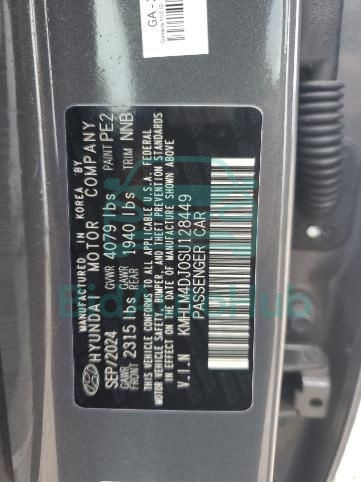 MANUFACTURED IN KOREA BY
HYUNDAI MOTOR COMPANY
SEP/2024 GVWR 4079 lbs PAINT PE2
GAWR FRONT 2315 lbs GAWR REAR 1940 lbs TRIM NNB
THIS VEHICLE CONFORMS TO ALL APPLICABLE U.S.A. FEDERAL
MOTOR VEHICLE SAFETY, BUMPER, AND THEFT STANDARDS
IN EFFECT ON THE DATE OF MANUFACTURE SHOWN ABOVE.
V.I.N KMHLM4DJ0SU128449
PASSENGER CAR
GA -